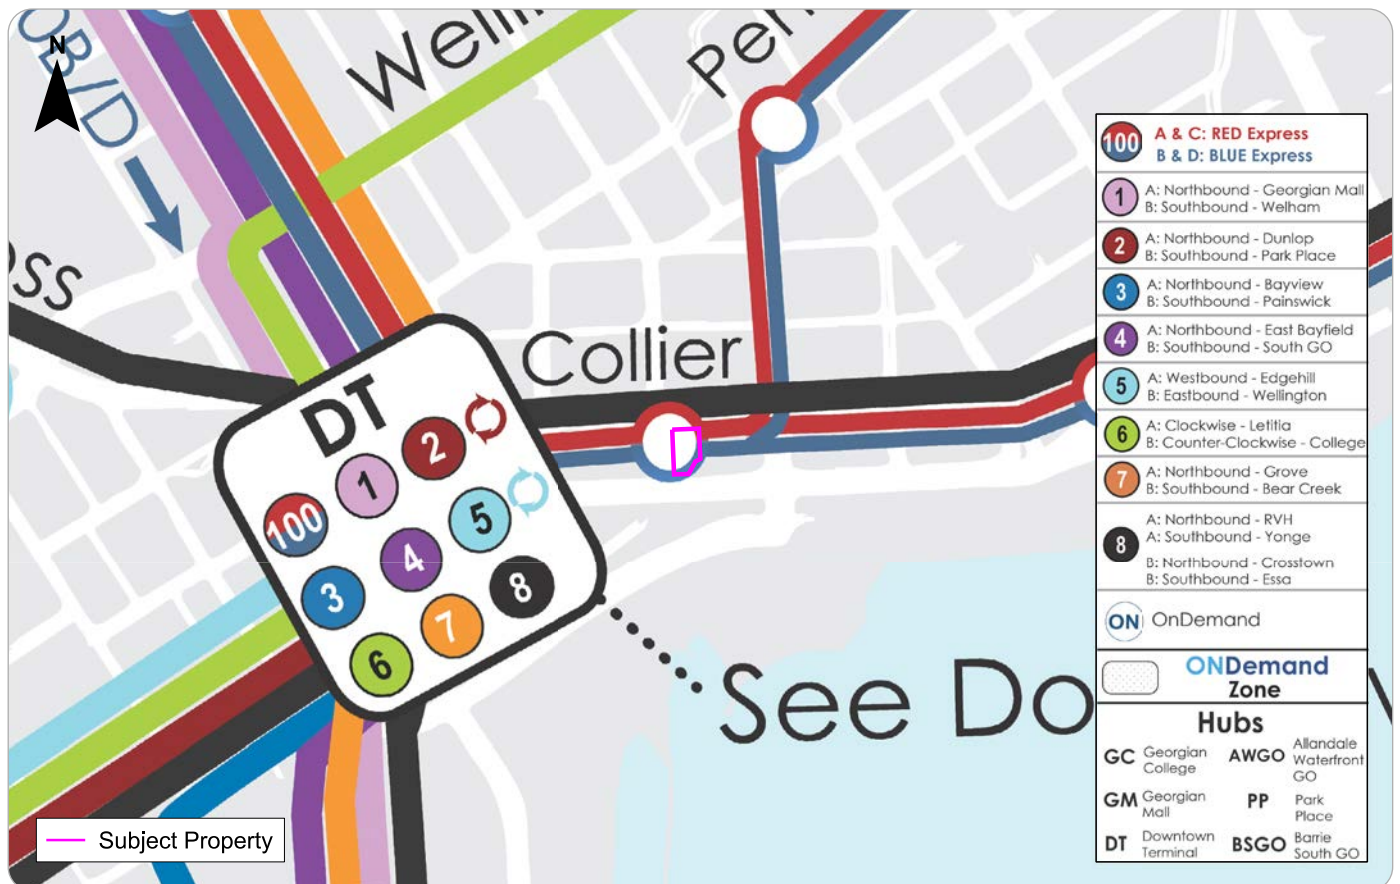 N
OB/D
Welli
Pen
oss
Collier
DT
2
1
100
5
4
3
8
7
6
See Do
100
A & C: RED Express
B & D: BLUE Express
1
A: Northbound - Georgian Mall
B: Southbound - Welham
2
A: Northbound - Dunlop
B: Southbound - Park Place
3
A: Northbound - Bayview
B: Southbound - Painswick
4
A: Northbound - East Bayfield
B: Southbound - South GO
5
A: Westbound - Edgehill
B: Eastbound - Wellington
6
A: Clockwise - Letitia
B: Counter-Clockwise - College
7
A: Northbound - Grove
B: Southbound - Bear Creek
8
A: Northbound - RVH
A: Southbound - Yonge
B: Northbound - Crosstown
B: Southbound - Essa
ON OnDemand
ONDemand
Zone
Hubs
GC Georgian College
AWGO Allandale Waterfront GO
GM Georgian Mall
PP Park Place
DT Downtown Terminal
BSGO Barrie South GO
Subject Property